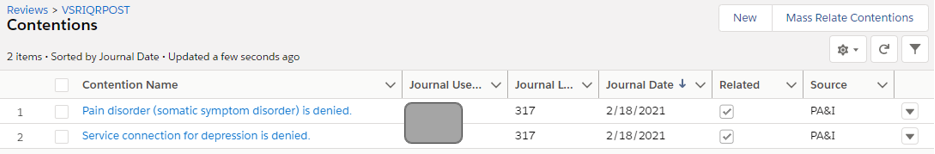 Reviews > VSRIQRPOST
Contentions
New
Mass Relate Contentions
2 items • Sorted by Journal Date • Updated a few seconds ago
Contention Name Journal Use... Journal L... Journal Date Related Source
1 Pain disorder (somatic symptom disorder) is denied. 317 2/18/2021 PA&I
2 Service connection for depression is denied. 317 2/18/2021 PA&I